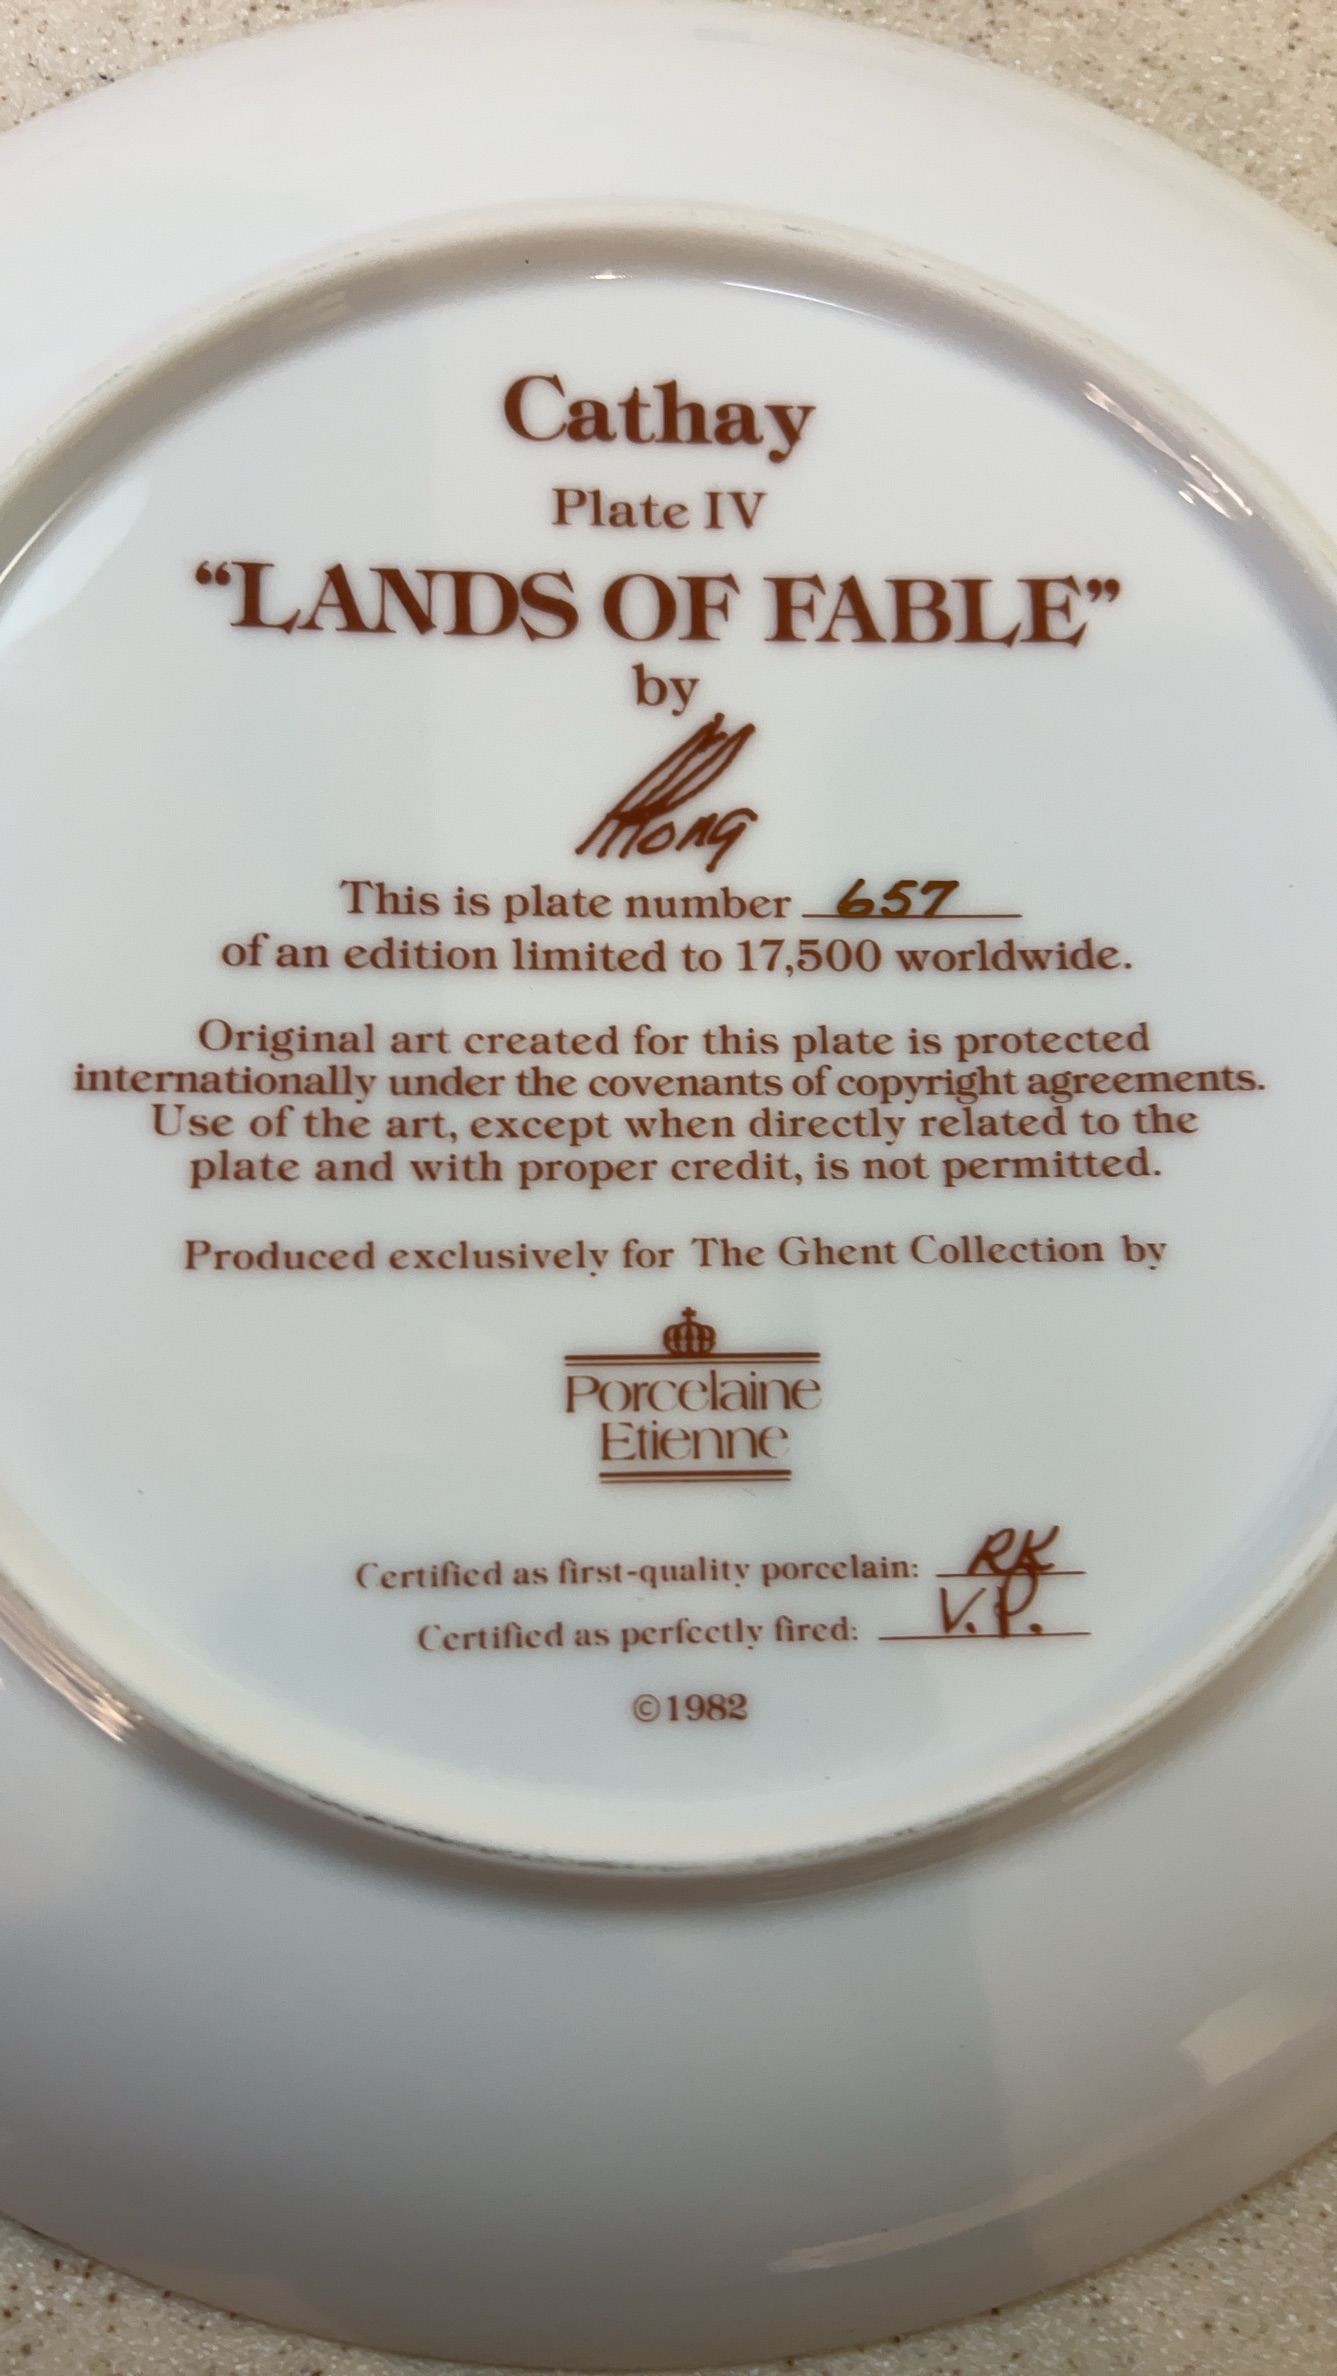 Cathay
Plate IV
“LANDS OF FABLE”
by
This is plate number 657
of an edition limited to 17,500 worldwide.
Original art created for this plate is protected
internationally under the covenants of copyright agreements.
Use of the art, except when directly related to the
plate and with proper credit, is not permitted.
Produced exclusively for The Ghent Collection by
Porcelaine
Etienne
Certified as first-quality porcelain: RK
Certified as perfectly fired: V.P.
©1982